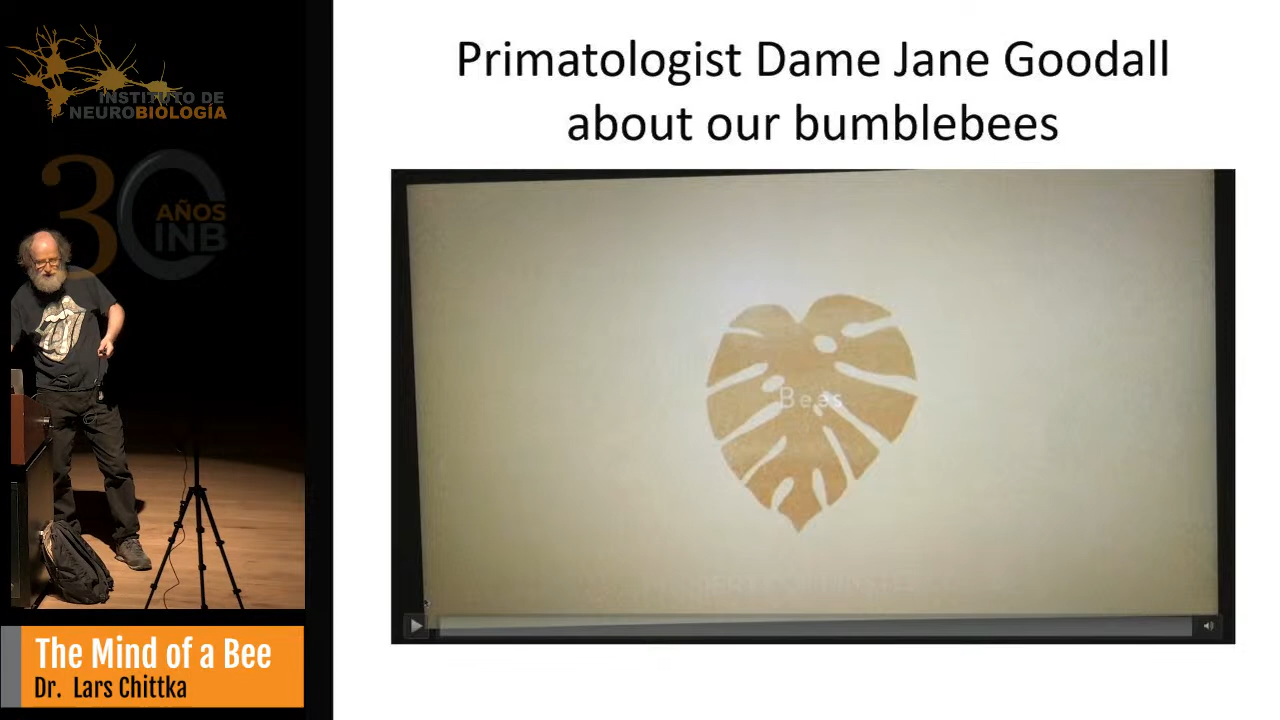 INSTITUTO DE
NEUROBIOLOGÍA
30
AÑOS
INB
Primatologist Dame Jane Goodall
about our bumblebees
Bees
The Mind of a Bee
Dr. Lars Chittka